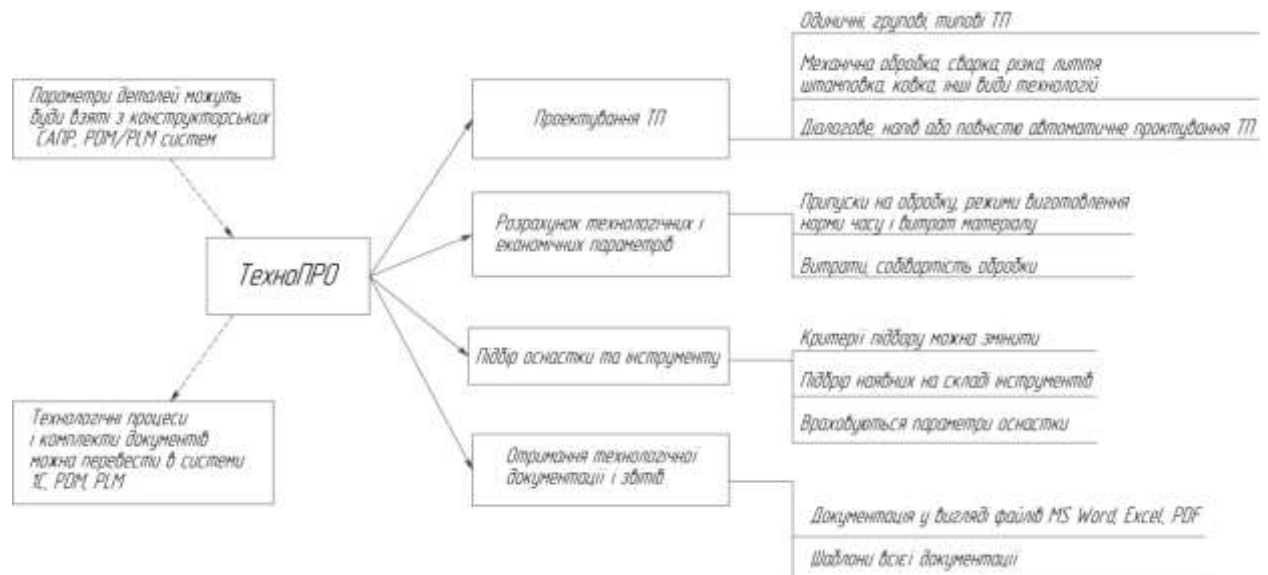 Параметри деталей можуть
буди взяті з конструкторських
САПР, PDM/PLM систем
ТехноПРО
Технологічні процеси
і комплекти документів
можна перевести в системи
1С, PDM, PLM
Проектування ТП
Одиничні, групові, типові ТП
Механічна обробка, сварка, різка, лиття
штамповка, ковка, інші види технологій
Діалогове, напів або повністю автоматичне проктування ТП
Розрахунок технологічних і
економічних параметрів
Припуски на обробку, режими виготовлення
норми часу і витрат матеріалу
Витрати, собівартість обробки
Підбір оснастки та інструменту
Критерії підбору можна змінити
Підбрір наявних на складі інструментів
Враховуються параметри оснастки
Отримання технологічної
документації і звітів
Документація у вигляді файлів MS Word, Excel, PDF
Шаблони всієї документації